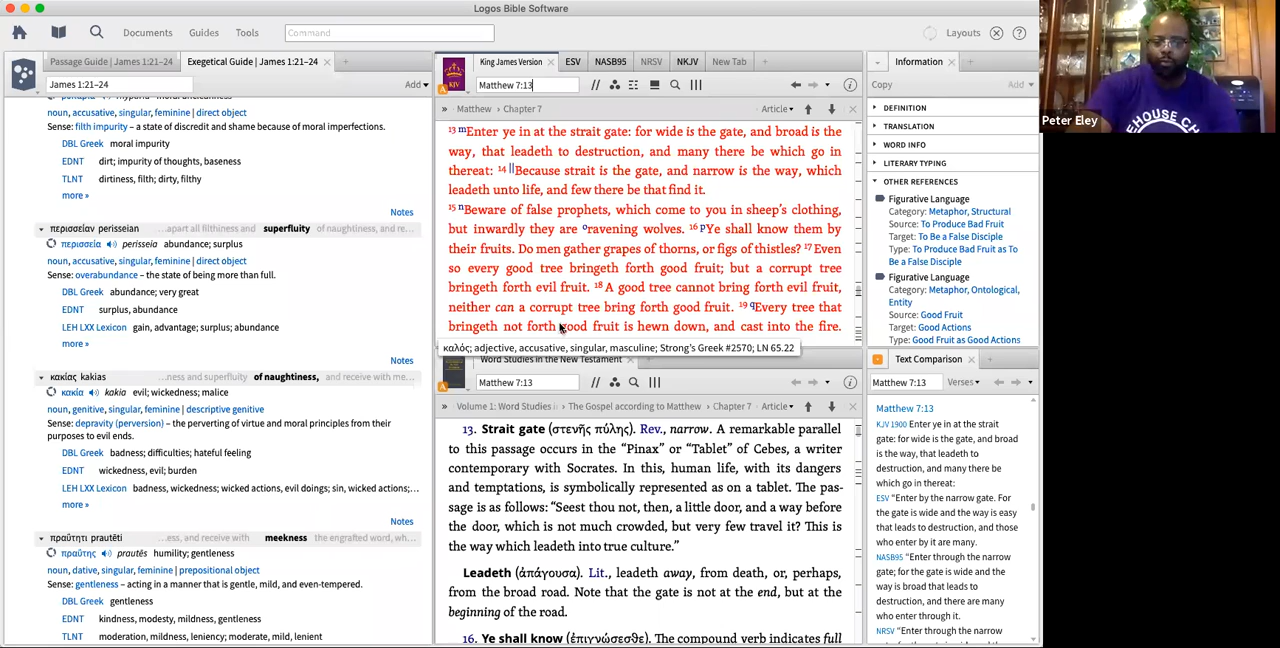 Logos Bible Software
Documents Guides Tools Command Layouts
Passage Guide | James 1:21–24 Exegetical Guide | James 1:21–24
James 1:21–24 Add
noun, accusative, singular, feminine | direct object
Sense: filth impurity – a state of discredit and shame because of moral imperfections.
DBL Greek moral impurity
EDNT dirt; impurity of thoughts, baseness
TLNT dirtiness, filth; dirty, filthy
more »
Notes
περισσείαν perisseian ...apart all filthiness and superfluity of naughtiness, and re...
περισσεία perisseia abundance; surplus
noun, accusative, singular, feminine | direct object
Sense: overabundance – the state of being more than full.
DBL Greek abundance; very great
EDNT surplus, abundance
LEH LXX Lexicon gain, advantage; surplus; abundance
Notes
κακίας kakias ...ness and superfluity of naughtiness, and receive with me...
κακία kakia evil; wickedness; malice
noun, genitive, singular, feminine | descriptive genitive
Sense: depravity (perversion) – the perverting of virtue and moral principles from their
purposes to evil ends.
DBL Greek badness; difficulties; hateful feeling
EDNT wickedness, evil; burden
LEH LXX Lexicon badness, wickedness; wicked actions, evil doings; sin, wicked actions;...
more »
Notes
πραΰτητι prautēti ...ess, and receive with meekness the engrafted word, wh...
πραΰτης prautēs humility; gentleness
noun, dative, singular, feminine | prepositional object
Sense: gentleness – acting in a manner that is gentle, mild, and even-tempered.
DBL Greek gentleness
EDNT kindness, modesty, mildness, gentleness
TLNT moderation, mildness, leniency; moderate, mild, lenient
King James Version ESV NASB95 NRSV NKJV New Tab
Matthew 7:13
» Matthew › Chapter 7 Article
13 m Enter ye in at the strait gate: for wide is the gate, and broad is the
way, that leadeth to destruction, and many there be which go in
thereat: 14 || Because strait is the gate, and narrow is the way, which
leadeth unto life, and few there be that find it.
15 n Beware of false prophets, which come to you in sheep’s clothing,
but inwardly they are o ravening wolves. 16 p Ye shall know them by
their fruits. Do men gather grapes of thorns, or figs of thistles? 17 Even
so every good tree bringeth forth good fruit; but a corrupt tree
bringeth forth evil fruit. 18 A good tree cannot bring forth evil fruit,
neither can a corrupt tree bring forth good fruit. 19 q Every tree that
bringeth not forth good fruit is hewn down, and cast into the fire.
καλός; adjective, accusative, singular, masculine; Strong’s Greek #2570; LN 65.22
Word Studies in the New Testament
Matthew 7:13
» Volume 1: Word Studies i › The Gospel according to Matthew › Chapter 7 Article
13. Strait gate (στενῆς πύλης). Rev., narrow. A remarkable parallel
to this passage occurs in the “Pinax” or “Tablet” of Cebes, a writer
contemporary with Socrates. In this, human life, with its dangers
and temptations, is symbolically represented as on a tablet. The pas-
sage is as follows: “Seest thou not, then, a little door, and a way before
the door, which is not much crowded, but very few travel it? This is
the way which leadeth into true culture.”
Leadeth (ἀπάγουσα). Lit., leadeth away, from death, or, perhaps,
from the broad road. Note that the gate is not at the end, but at the
beginning of the road.
16. Ye shall know (ἐπιγνώσεσθε). The compound verb indicates full
Information
Copy Add
DEFINITION
TRANSLATION
WORD INFO
LITERARY TYPING
OTHER REFERENCES
Figurative Language
Category: Metaphor, Structural
Source: To Produce Bad Fruit
Target: To Be a False Disciple
Type: To Produce Bad Fruit as To
Be a False Disciple
Figurative Language
Category: Metaphor, Ontological,
Entity
Source: Good Fruit
Target: Good Actions
Type: Good Fruit as Good Actions
Text Comparison
Matthew 7:13 Verses
Matthew 7:13
KJV 1900 Enter ye in at the strait
gate: for wide is the gate, and broad
is the way, that leadeth to
destruction, and many there be
which go in thereat:
ESV “Enter by the narrow gate. For
the gate is wide and the way is easy
that leads to destruction, and those
who enter by it are many.
NASB95 “Enter through the narrow
gate; for the gate is wide and the
way is broad that leads to
destruction, and there are many
who enter through it.
NRSV “Enter through the narrow
Peter Eley
EHOUSE CH